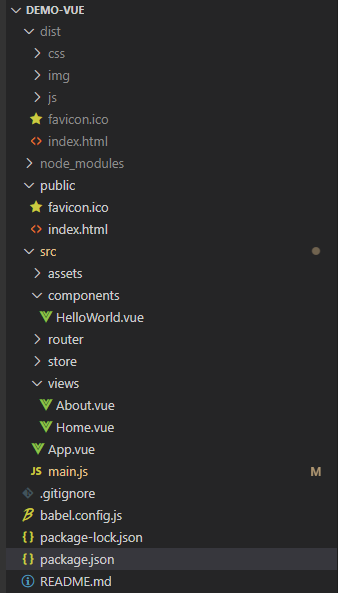 DEMO-VUE
dist
css
img
js
favicon.ico
index.html
node_modules
public
favicon.ico
index.html
src
assets
components
HelloWorld.vue
router
store
views
About.vue
Home.vue
App.vue
JS main.js M
.gitignore
babel.config.js
package-lock.json
package.json
README.md